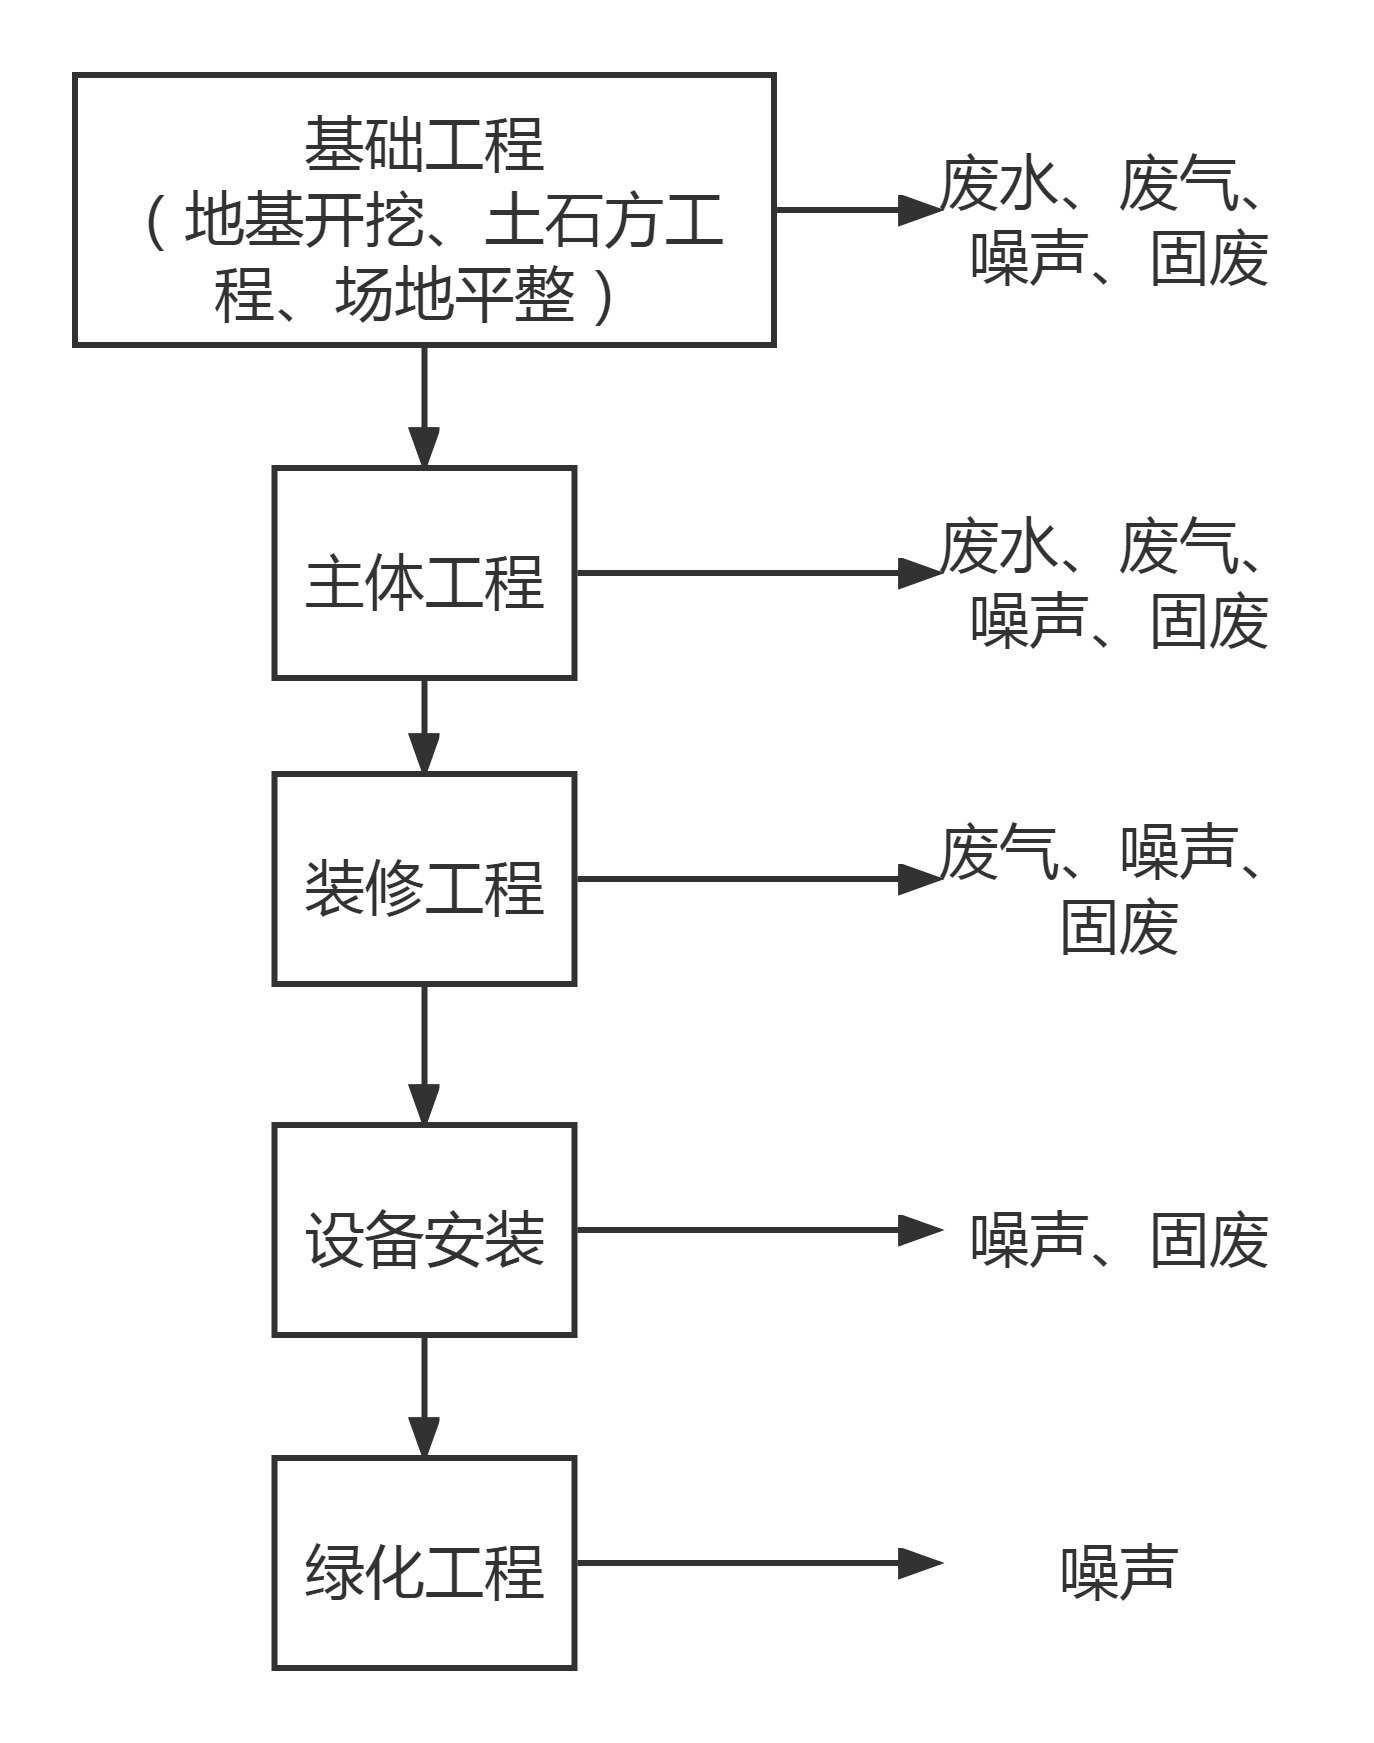 基础工程
（地基开挖、土石方工
程、场地平整）
废水、废气、
噪声、固废
主体工程
废水、废气、
噪声、固废
装修工程
废气、噪声、
固废
设备安装
噪声、固废
绿化工程
噪声